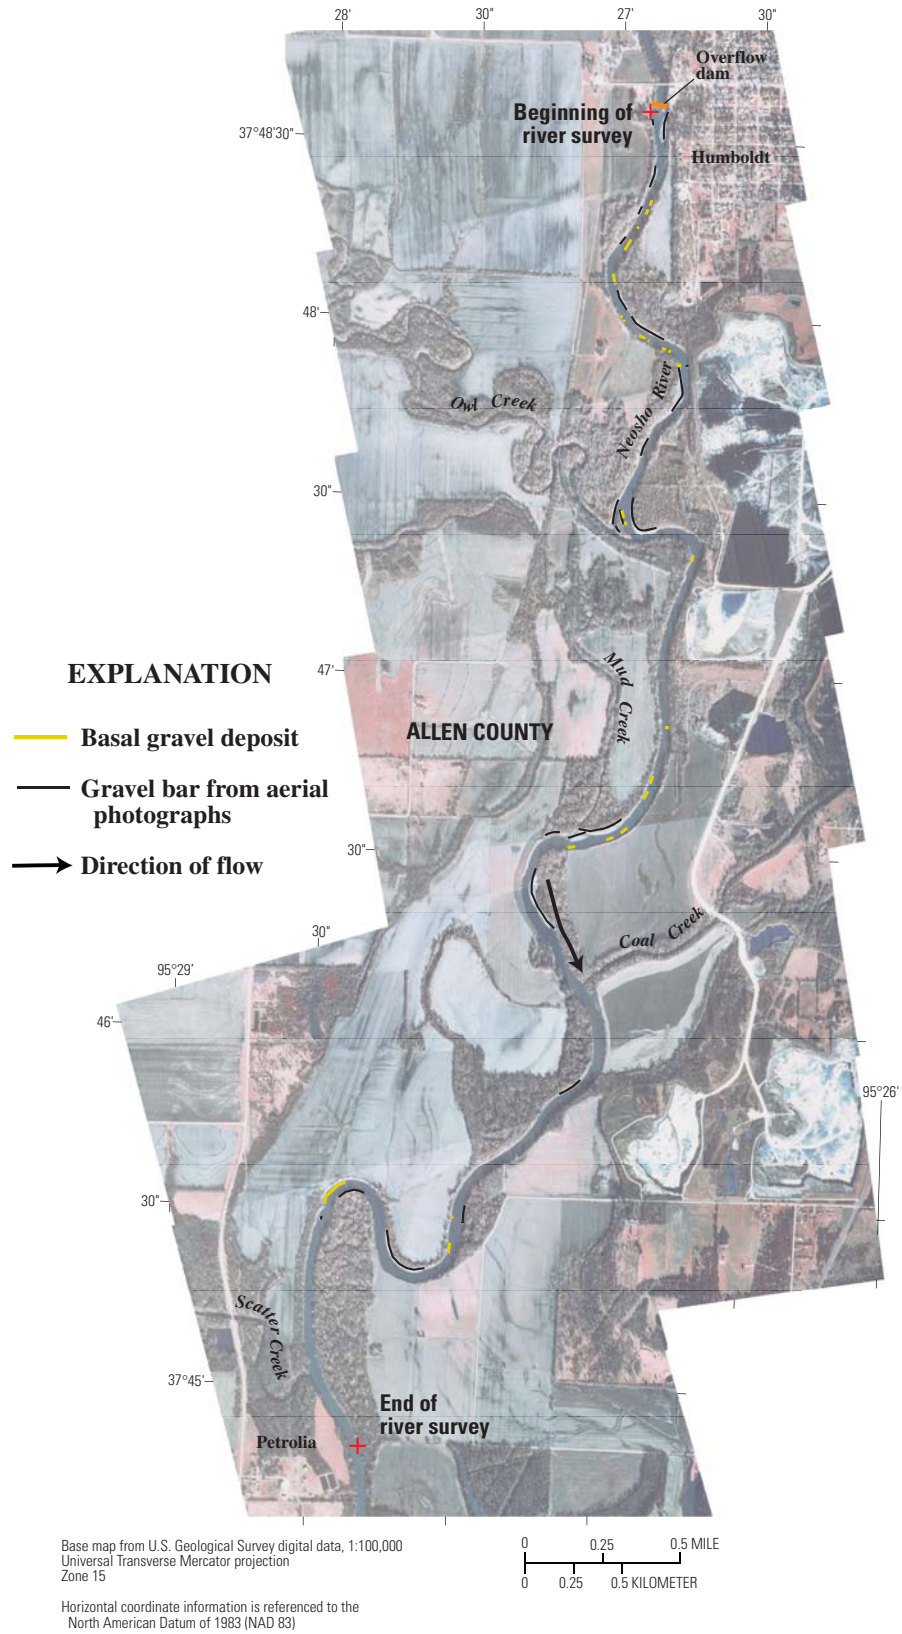 28'
30"
27'
30"
Overflow
dam
Beginning of
river survey
37°48'30"
Humboldt
48'
Neosho River
Owl Creek
30"
EXPLANATION
Basal gravel deposit
Gravel bar from aerial
photographs
Direction of flow
47'
Mud Creek
ALLEN COUNTY
30"
30"
Coal Creek
95°29'
46'
95°26'
30"
Scatter Creek
37°45'
End of
river survey
Petrolia
Base map from U.S. Geological Survey digital data, 1:100,000
Universal Transverse Mercator projection
Zone 15
Horizontal coordinate information is referenced to the
North American Datum of 1983 (NAD 83)
0 0.25 0.5 MILE
0 0.25 0.5 KILOMETER